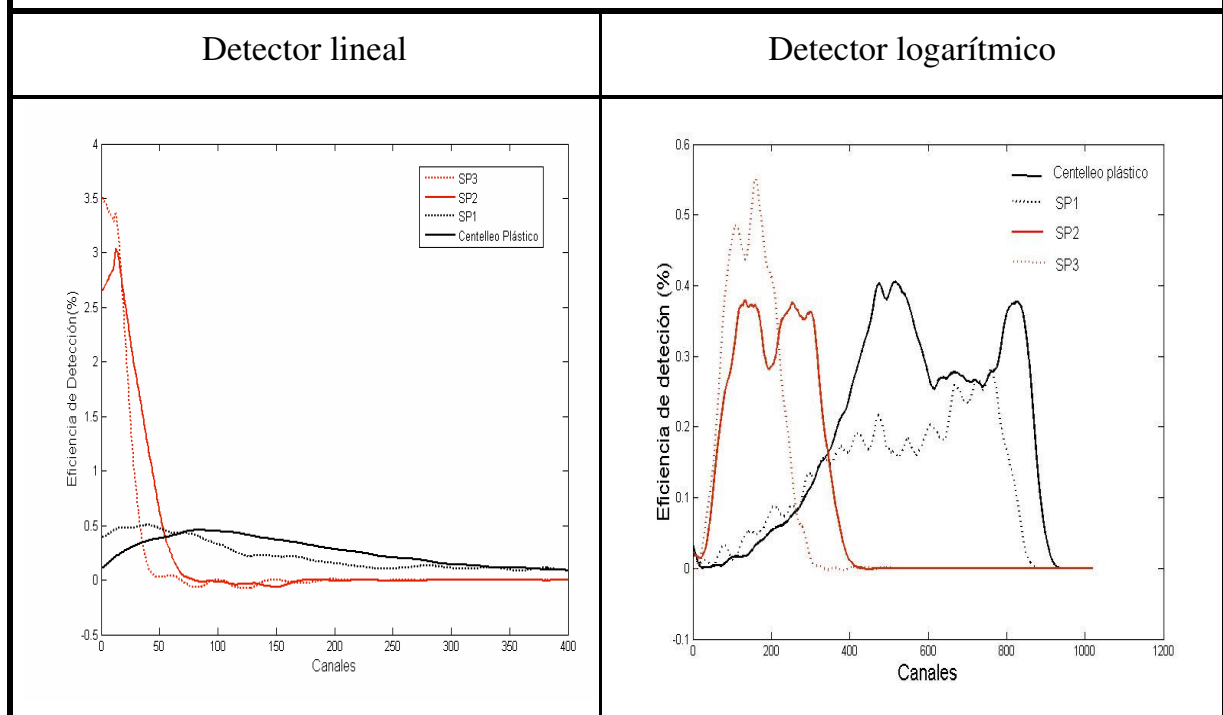 Detector lineal
Detector logarítmico
Eficiencia de Detección(%)
4
3.5
3
2.5
2
1.5
1
0.5
0
-0.5
SP3
SP2
SP1
Centelleo Plástico
0 50 100 150 200 250 300 350 400
Canales
Eficiencia de deteción (%)
0.6
0.5
0.4
0.3
0.2
0.1
0
-0.1
Centelleo plástico
SP1
SP2
SP3
0 200 400 600 800 1000 1200
Canales